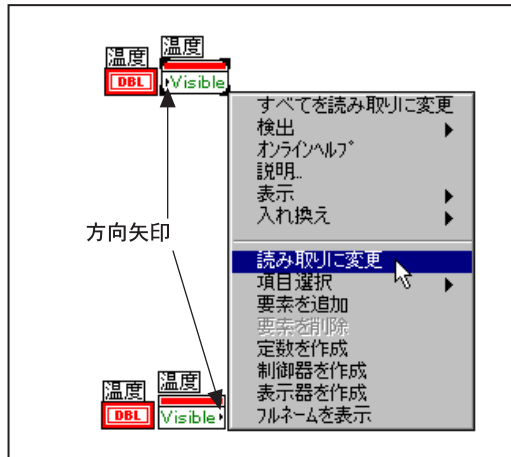 温度 温度
DBL Visible
すべてを読み取りに変更
検出
オンラインヘルプ
説明...
表示
入れ換え
方向矢印
読み取りに変更
項目選択
要素を追加
要素を削除
定数を作成
制御器を作成
表示器を作成
フルネームを表示
温度 温度
DBL Visible